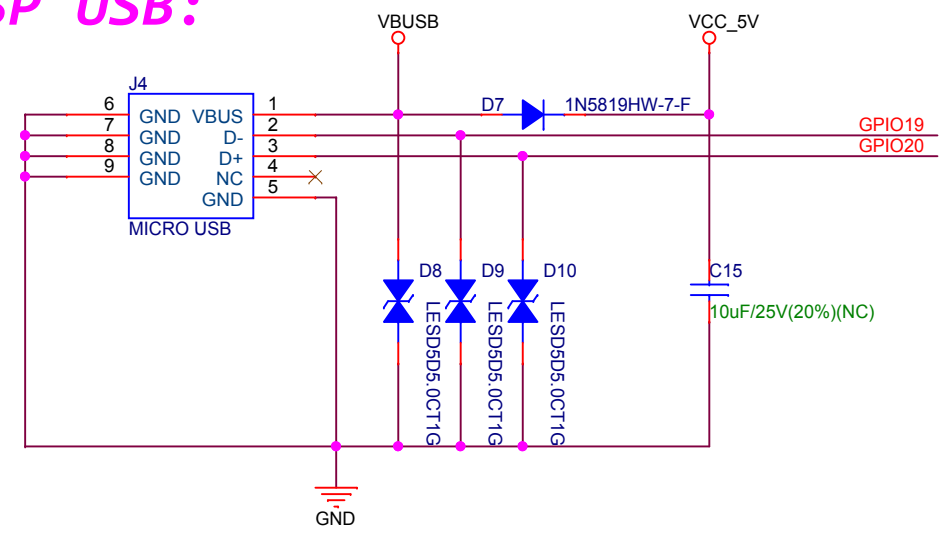 USB:
VBUSB
VCC_5V
J4
D7
1N5819HW-7-F
6
GND
VBUS
1
7
GND
D-
2
GPIO19
8
GND
D+
3
GPIO20
9
GND
NC
4
GND
5
MICRO USB
D8
D9
D10
C15
LESD5D5.0CT1G
LESD5D5.0CT1G
LESD5D5.0CT1G
10uF/25V(20%)(NC)
GND